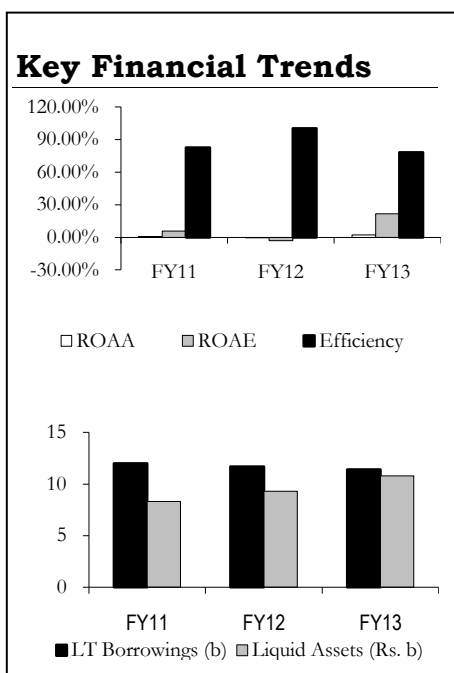 Key Financial Trends
120.00%
90.00%
60.00%
30.00%
0.00%
-30.00%
FY11 FY12 FY13
ROAA ROAE Efficiency
15
10
5
0
FY11 FY12 FY13
LT Borrowings (b) Liquid Assets (Rs. b)